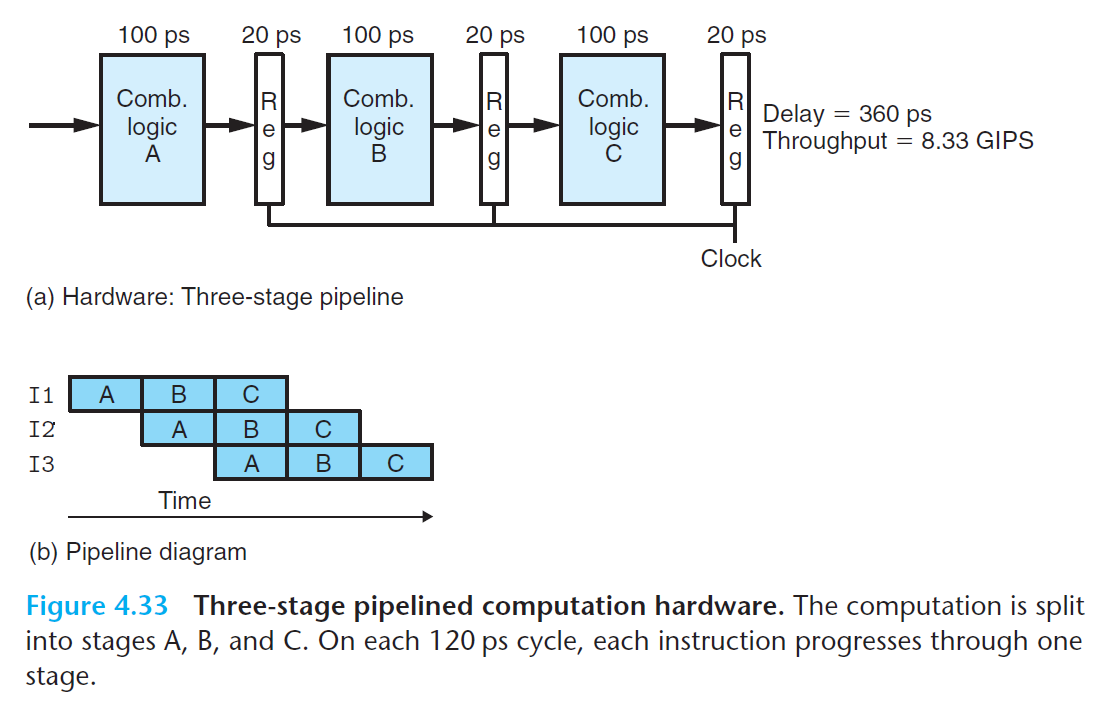 100 ps 20 ps 100 ps 20 ps 100 ps 20 ps
Comb.
logic
A
Reg
Comb.
logic
B
Reg
Comb.
logic
C
Reg
Delay = 360 ps
Throughput = 8.33 GIPS
Clock
(a) Hardware: Three-stage pipeline
I1 A B C
I2 A B C
I3 A B C
Time
(b) Pipeline diagram
Figure 4.33 Three-stage pipelined computation hardware. The computation is split
into stages A, B, and C. On each 120 ps cycle, each instruction progresses through one
stage.